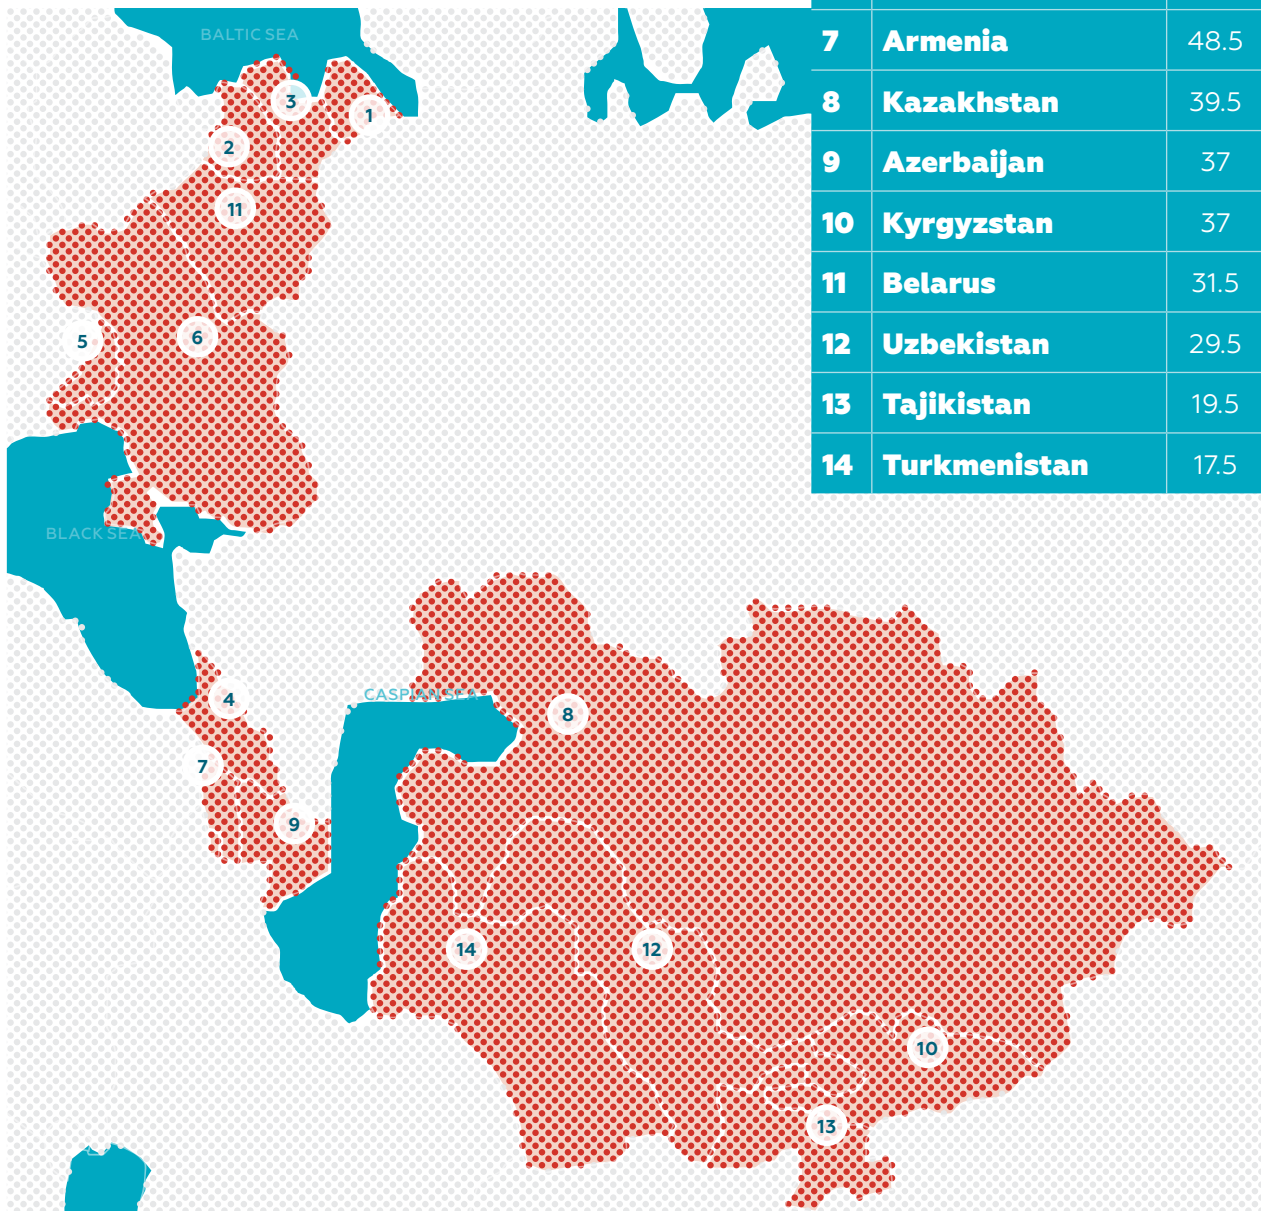 BALTIC SEA
7 Armenia 48.5
8 Kazakhstan 39.5
9 Azerbaijan 37
10 Kyrgyzstan 37
11 Belarus 31.5
12 Uzbekistan 29.5
13 Tajikistan 19.5
14 Turkmenistan 17.5
3
1
2
11
5
6
BLACK SEA
CASPIAN SEA
4
8
7
9
14
12
10
13